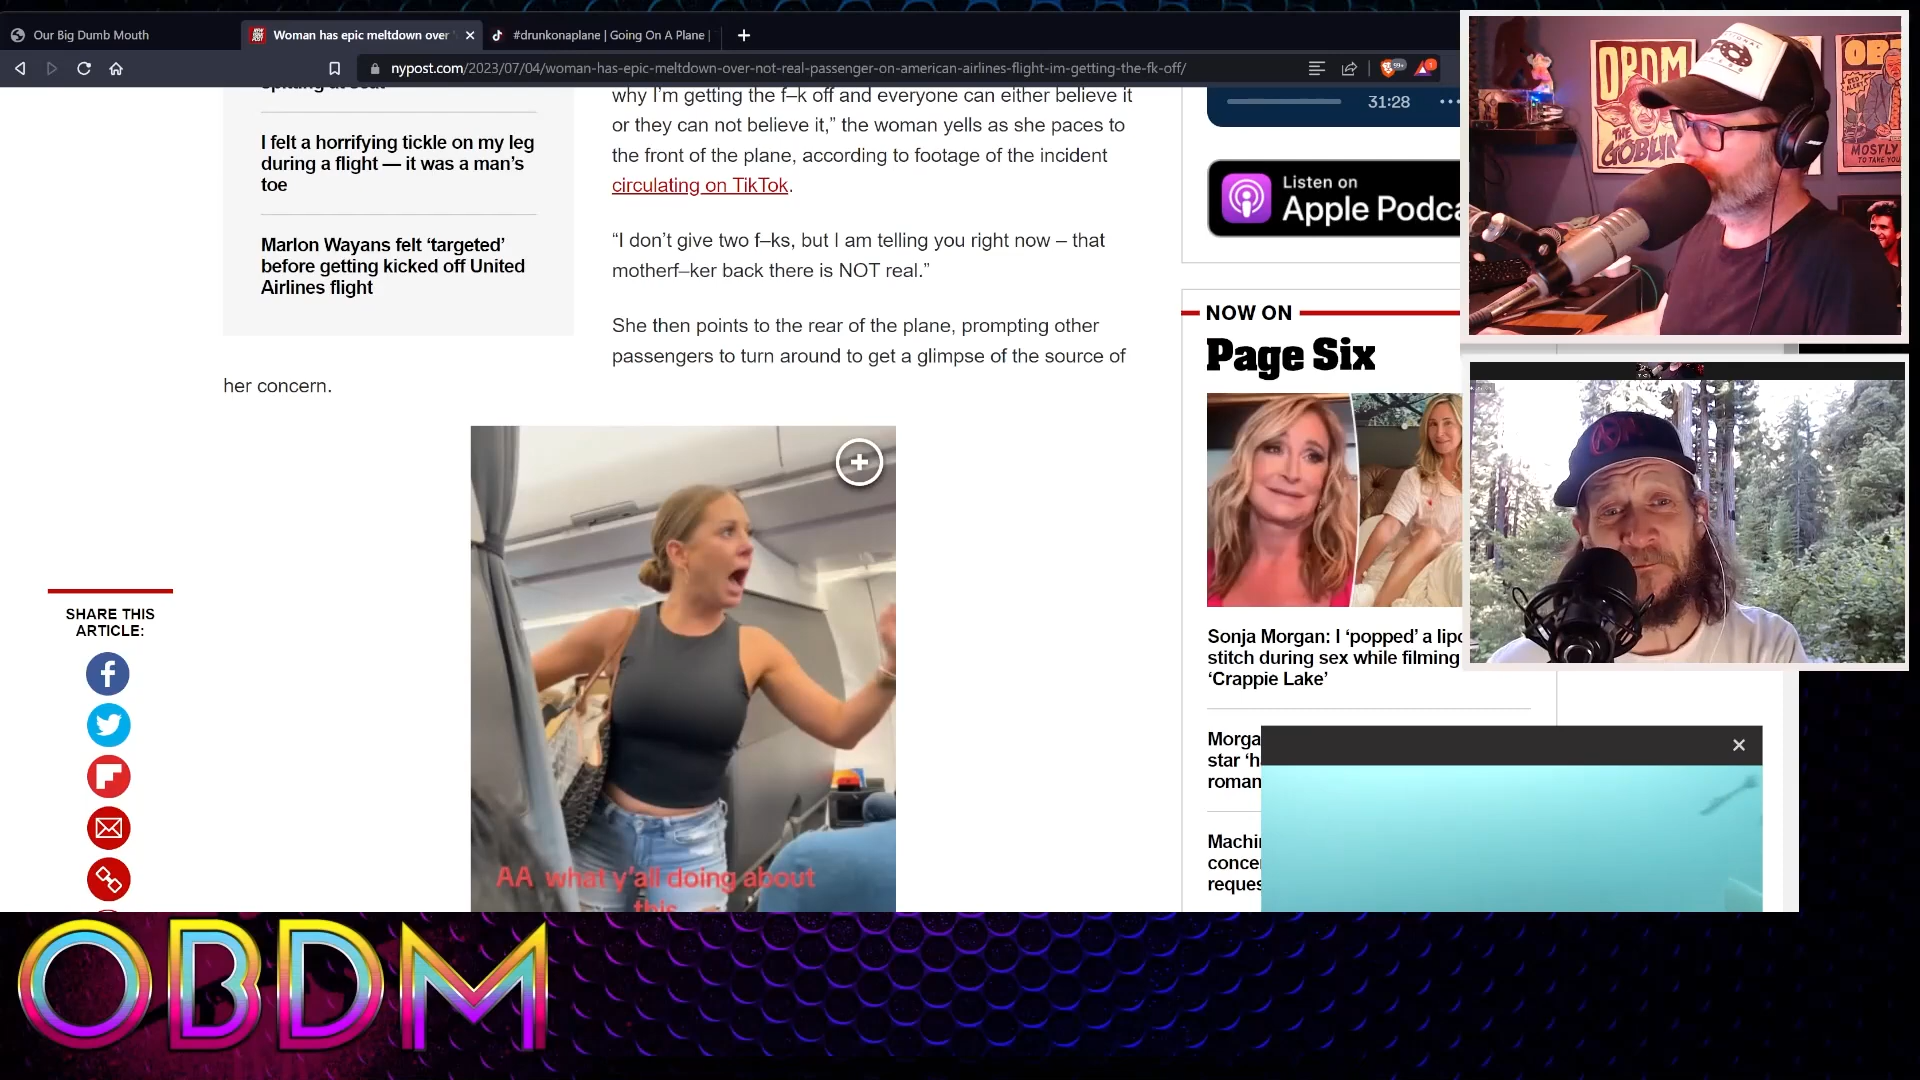 Our Big Dumb Mouth
Woman has epic meltdown over
#drunkonaplane | Going On A Plane |
nypost.com/2023/07/04/woman-has-epic-meltdown-over-not-real-passenger-on-american-airlines-flight-im-getting-the-fk-off/
spitting at seat
I felt a horrifying tickle on my leg
during a flight — it was a man’s
toe
Marlon Wayans felt ‘targeted’
before getting kicked off United
Airlines flight
why I’m getting the f–k off and everyone can either believe it
or they can not believe it,” the woman yells as she paces to
the front of the plane, according to footage of the incident
circulating on TikTok.
“I don’t give two f–ks, but I am telling you right now – that
motherf–ker back there is NOT real.”
She then points to the rear of the plane, prompting other
passengers to turn around to get a glimpse of the source of
her concern.
SHARE THIS
ARTICLE:
AA what y’all doing about
this
31:28
Listen on
Apple Podca
NOW ON
Page Six
Sonja Morgan: I ‘popped’ a lipo
stitch during sex while filming
‘Crappie Lake’
Morga
star ‘h
roman
Machi
conce
reques
OBDM
THE
GOBLIN
OBD
MOSTLY
TO TAKE YOU
OBDM